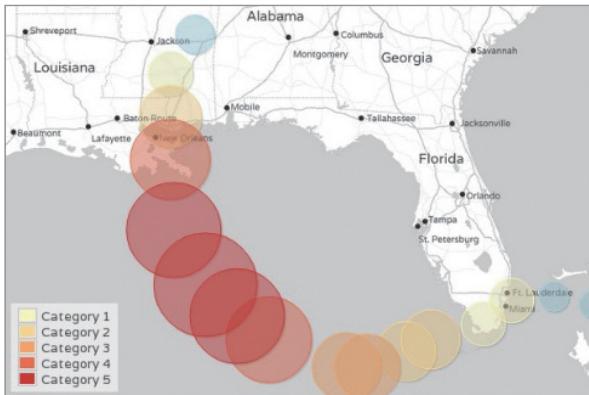 Alabama
Shreveport
Jackson
Columbus
Montgomery
Georgia
Savannah
Louisiana
Mobile
Baton Rouge
Tallahassee
Jacksonville
Beaumont
Lafayette
New Orleans
Florida
Orlando
Tampa
St. Petersburg
Ft. Lauderdale
Miami
Category 1
Category 2
Category 3
Category 4
Category 5